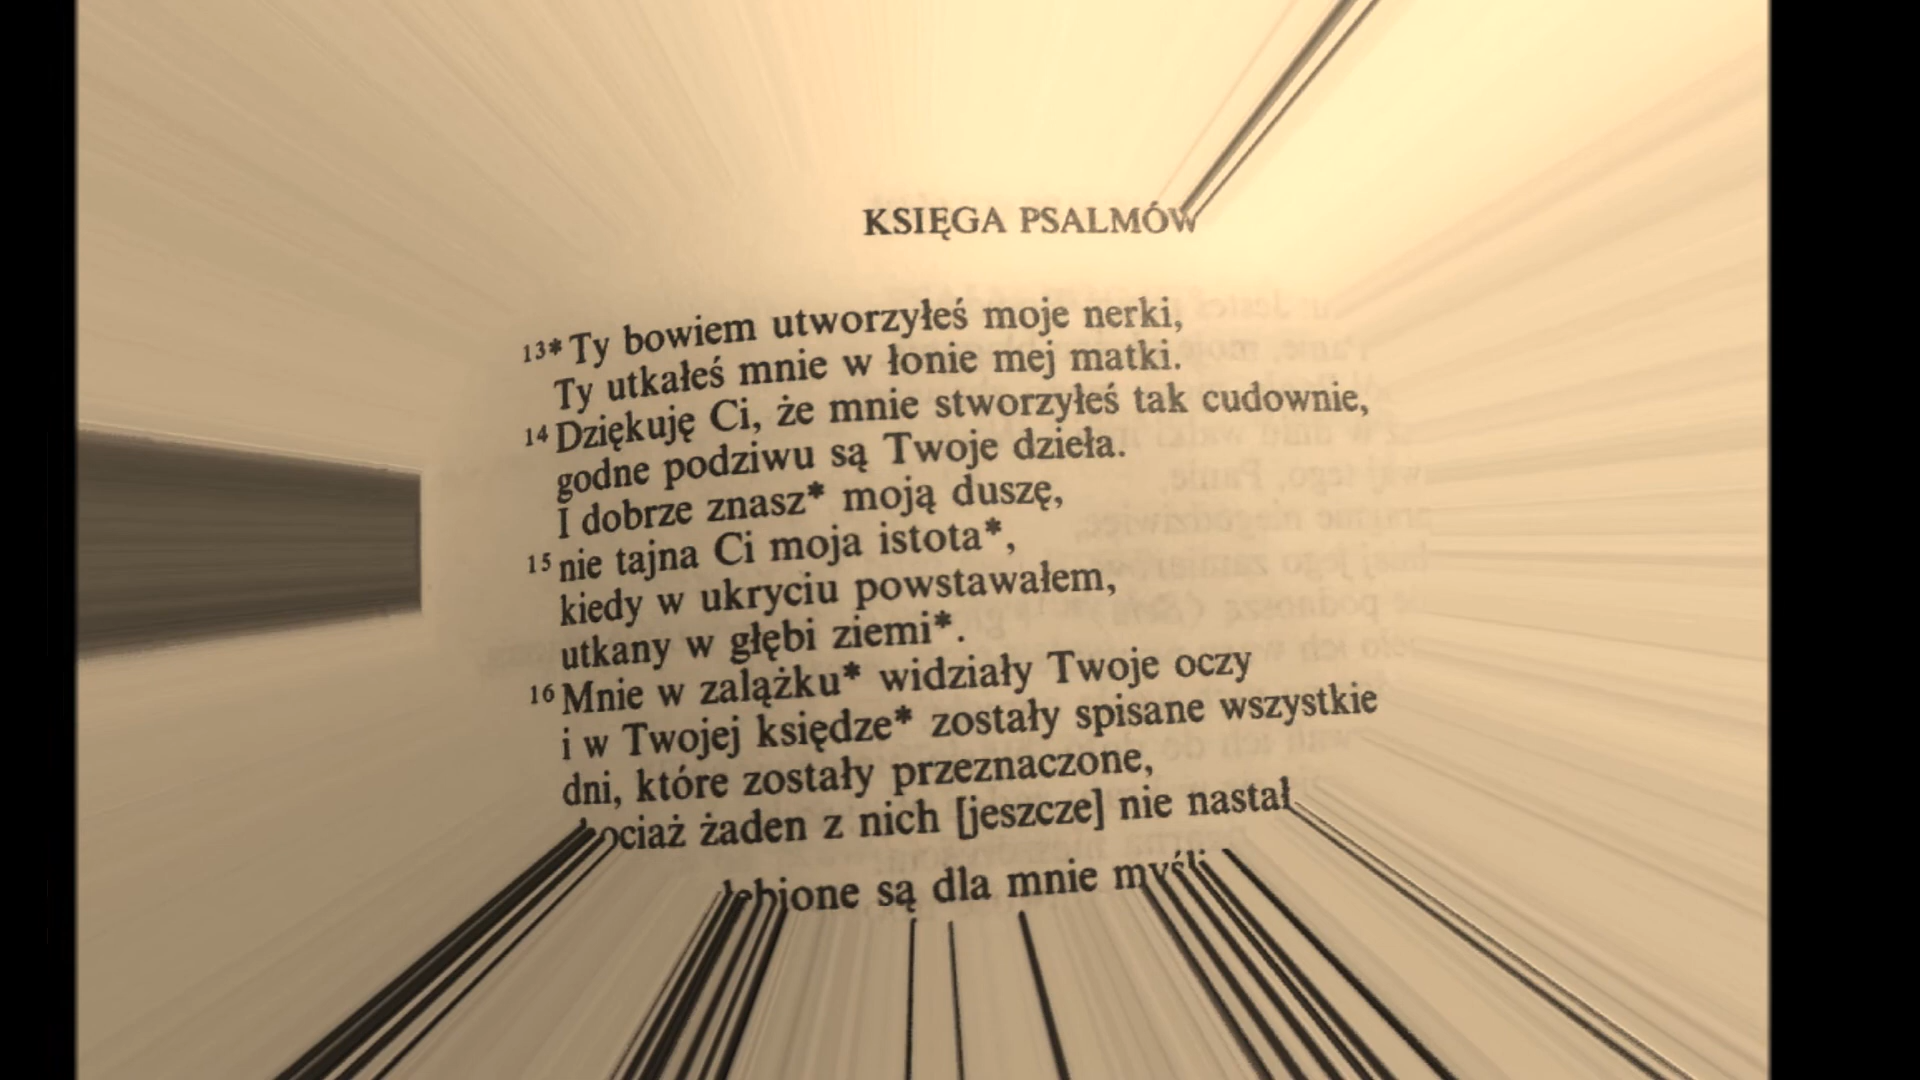 KSIĘGA PSALMÓW
13* Ty bowiem utworzyłeś moje nerki,
Ty utkałeś mnie w łonie mej matki.
14 Dziękuję Ci, że mnie stworzyłeś tak cudownie,
godne podziwu są Twoje dzieła.
I dobrze znasz* moją duszę,
15 nie tajna Ci moja istota*,
kiedy w ukryciu powstawałem,
utkany w głębi ziemi*.
16 Mnie w zalążku* widziały Twoje oczy
i w Twojej księdze* zostały spisane wszystkie
dni, które zostały przeznaczone,
żaden z nich [jeszcze] nie nastał
są dla mnie